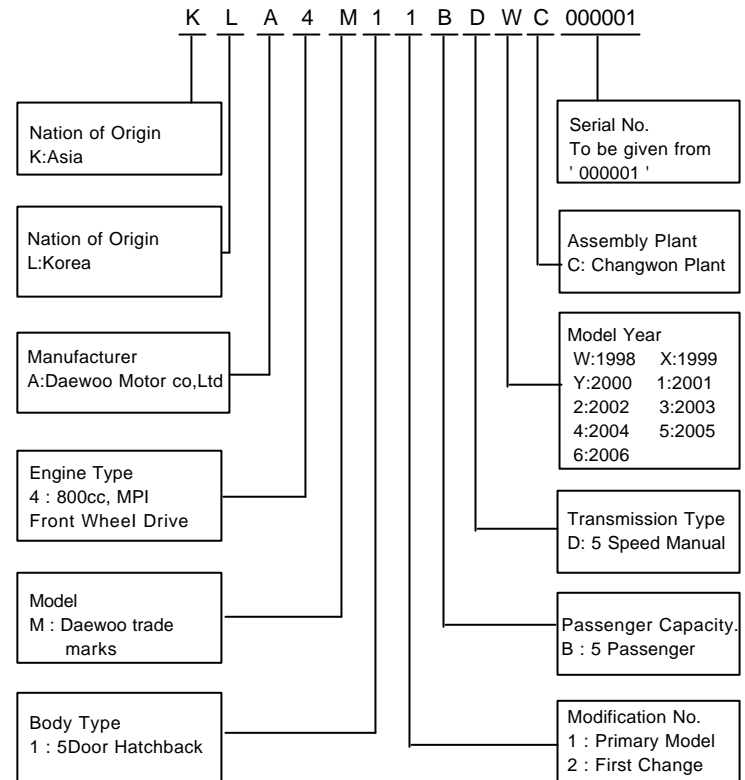 K L A 4 M 1 1 B D W C 000001
Nation of Origin
K:Asia
Nation of Origin
L:Korea
Manufacturer
A:Daewoo Motor co,Ltd
Engine Type
4 : 800cc, MPI
Front Wheel Drive
Model
M : Daewoo trade
marks
Body Type
1 : 5Door Hatchback
Serial No.
To be given from
' 000001 '
Assembly Plant
C: Changwon Plant
Model Year
W:1998 X:1999
Y:2000 1:2001
2:2002 3:2003
4:2004 5:2005
6:2006
Transmission Type
D: 5 Speed Manual
Passenger Capacity.
B : 5 Passenger
Modification No.
1 : Primary Model
2 : First Change